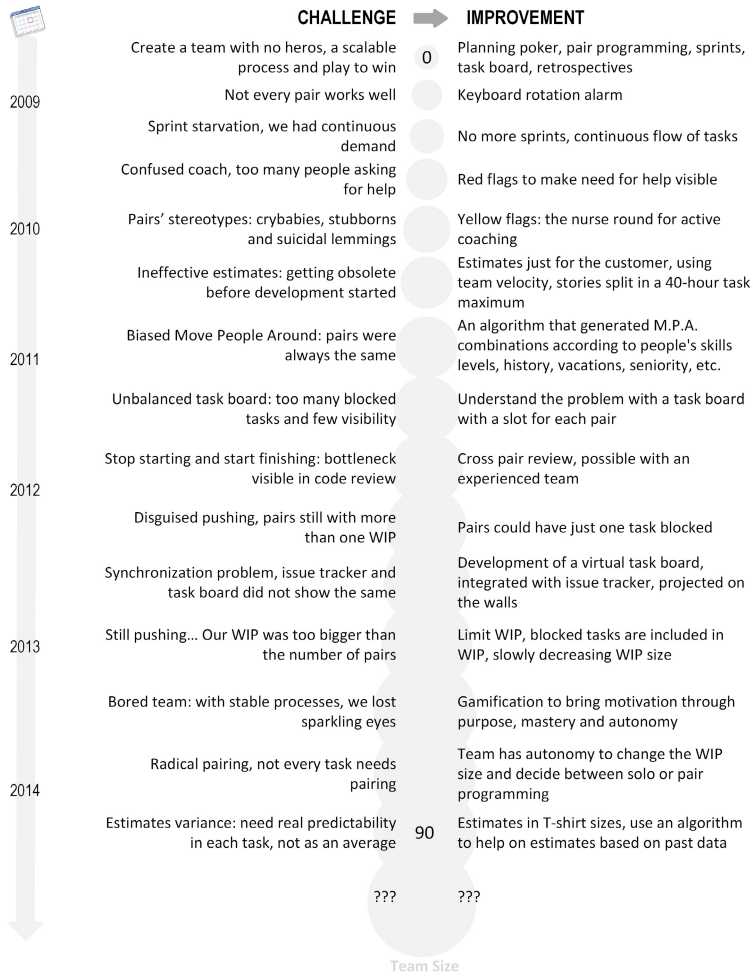 CHALLENGE IMPROVEMENT
Create a team with no heros, a scalable
process and play to win
0
Planning poker, pair programming, sprints,
task board, retrospectives
2009
Not every pair works well
Keyboard rotation alarm
Sprint starvation, we had continuous
demand
No more sprints, continuous flow of tasks
Confused coach, too many people asking
for help
Red flags to make need for help visible
2010
Pairs’ stereotypes: crybabies, stubborns
and suicidal lemmings
Yellow flags: the nurse round for active
coaching
Ineffective estimates: getting obsolete
before development started
Estimates just for the customer, using
team velocity, stories split in a 40-hour task
maximum
2011
Biased Move People Around: pairs were
always the same
An algorithm that generated M.P.A.
combinations according to people's skills
levels, history, vacations, seniority, etc.
Unbalanced task board: too many blocked
tasks and few visibility
Understand the problem with a task board
with a slot for each pair
Stop starting and start finishing: bottleneck
visible in code review
Cross pair review, possible with an
experienced team
2012
Disguised pushing, pairs still with more
than one WIP
Pairs could have just one task blocked
Synchronization problem, issue tracker and
task board did not show the same
Development of a virtual task board,
integrated with issue tracker, projected on
the walls
2013
Still pushing... Our WIP was too bigger than
the number of pairs
Limit WIP, blocked tasks are included in
WIP, slowly decreasing WIP size
Bored team: with stable processes, we lost
sparkling eyes
Gamification to bring motivation through
purpose, mastery and autonomy
2014
Radical pairing, not every task needs
pairing
Team has autonomy to change the WIP
size and decide between solo or pair
programming
Estimates variance: need real predictability
in each task, not as an average
90
Estimates in T-shirt sizes, use an algorithm
to help on estimates based on past data
???
???
Team Size